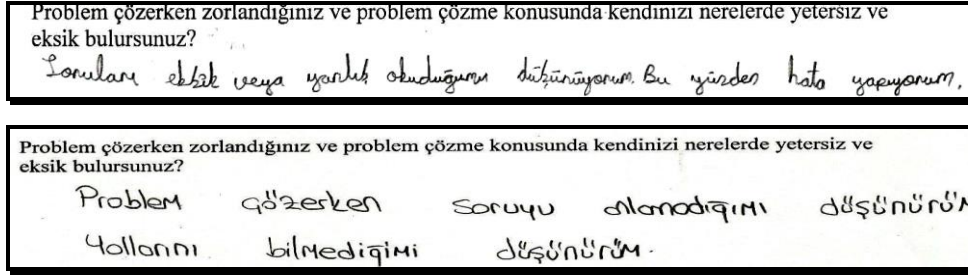 Problem çözerken zorlandığınız ve problem çözme konusunda kendinizi nerelerde yetersiz ve
eksik bulursunuz?
Soruları eksik veya yanlış okuduğumu düşünüyorum. Bu yüzden hata yapıyorum.
Problem çözerken zorlandığınız ve problem çözme konusunda kendinizi nerelerde yetersiz ve
eksik bulursunuz?
Problem çözerken soruyu anlamadığımı düşünürüm
Yollarını bilmediğimi düşünürüm.